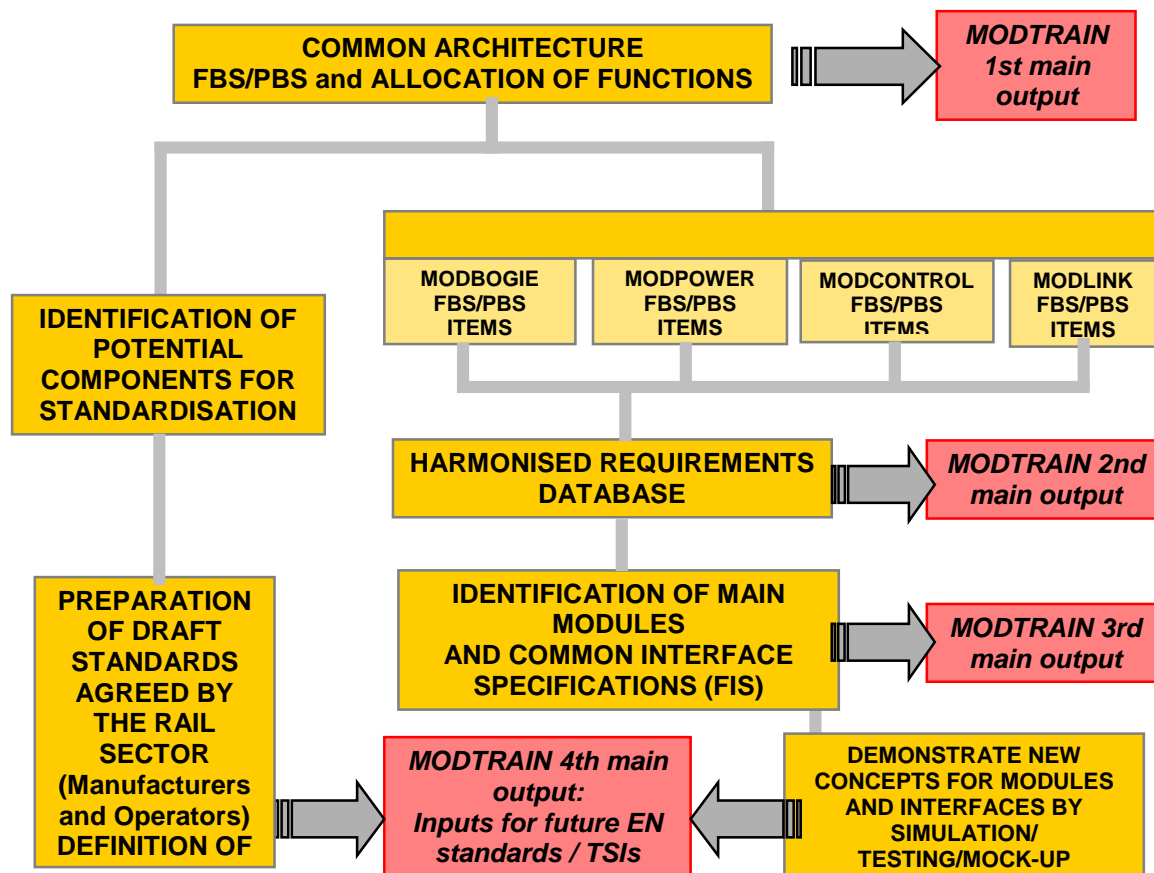 COMMON ARCHITECTURE
FBS/PBS and ALLOCATION OF FUNCTIONS
MODTRAIN
1st main
output
MODBOGIE
FBS/PBS
ITEMS
MODPOWER
FBS/PBS
ITEMS
MODCONTROL
FBS/PBS
ITEMS
MODLINK
FBS/PBS
ITEMS
IDENTIFICATION OF
POTENTIAL
COMPONENTS FOR
STANDARDISATION
HARMONISED REQUIREMENTS
DATABASE
MODTRAIN 2nd
main output
PREPARATION
OF DRAFT
STANDARDS
AGREED BY
THE RAIL
SECTOR
(Manufacturers
and Operators)
DEFINITION OF
IDENTIFICATION OF MAIN
MODULES
AND COMMON INTERFACE
SPECIFICATIONS (FIS)
MODTRAIN 3rd
main output
MODTRAIN 4th main
output:
Inputs for future EN
standards / TSIs
DEMONSTRATE NEW
CONCEPTS FOR MODULES
AND INTERFACES BY
SIMULATION/
TESTING/MOCK-UP